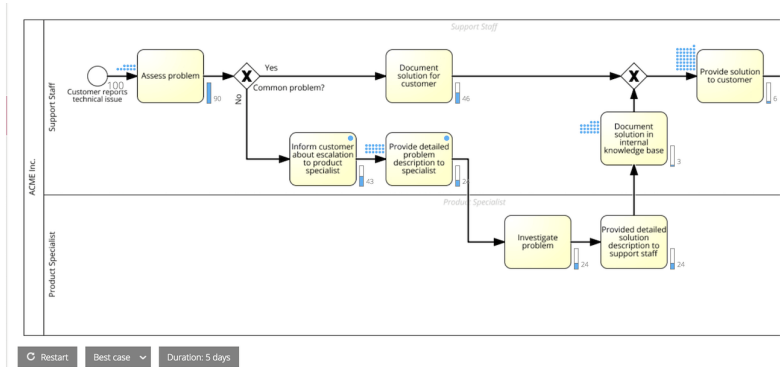 Support Staff
ACME Inc.
Support Staff
100
Customer reports
technical issue
Assess problem
90
X
Yes
Common problem?
No
Document
solution for
customer
46
X
Provide solution
to customer
6
Inform customer
about escalation
to product
specialist
43
Provide detailed
problem
description to
specialist
24
Document
solution in
internal
knowledge base
3
Product Specialist
Product Specialist
Investigate
problem
24
Provided detailed
solution
description to
support staff
24
Restart
Best case
Duration: 5 days